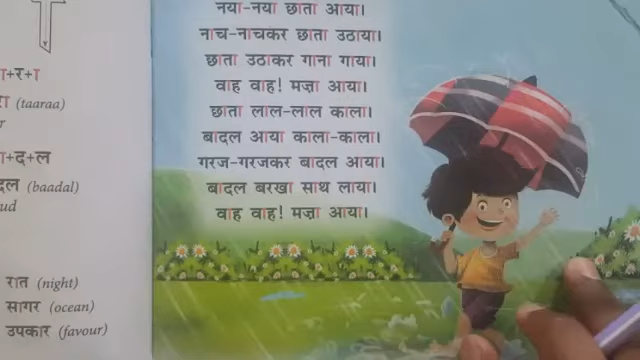 ा+र+ा
रा (taaraa)
ा+द+ल
दल (baadal)
रात (night)
सागर (ocean)
उपकार (favour)
नया-नया छाता आया।
नाच-नाचकर छाता उठाया।
छाता उठाकर गाना गाया।
वाह वाह! मज़ा आया।
छाता लाल-लाल काला।
बादल आया काला-काला।
गरज-गरजकर बादल आया।
बादल बरखा साथ लाया।
वाह वाह! मज़ा आया।